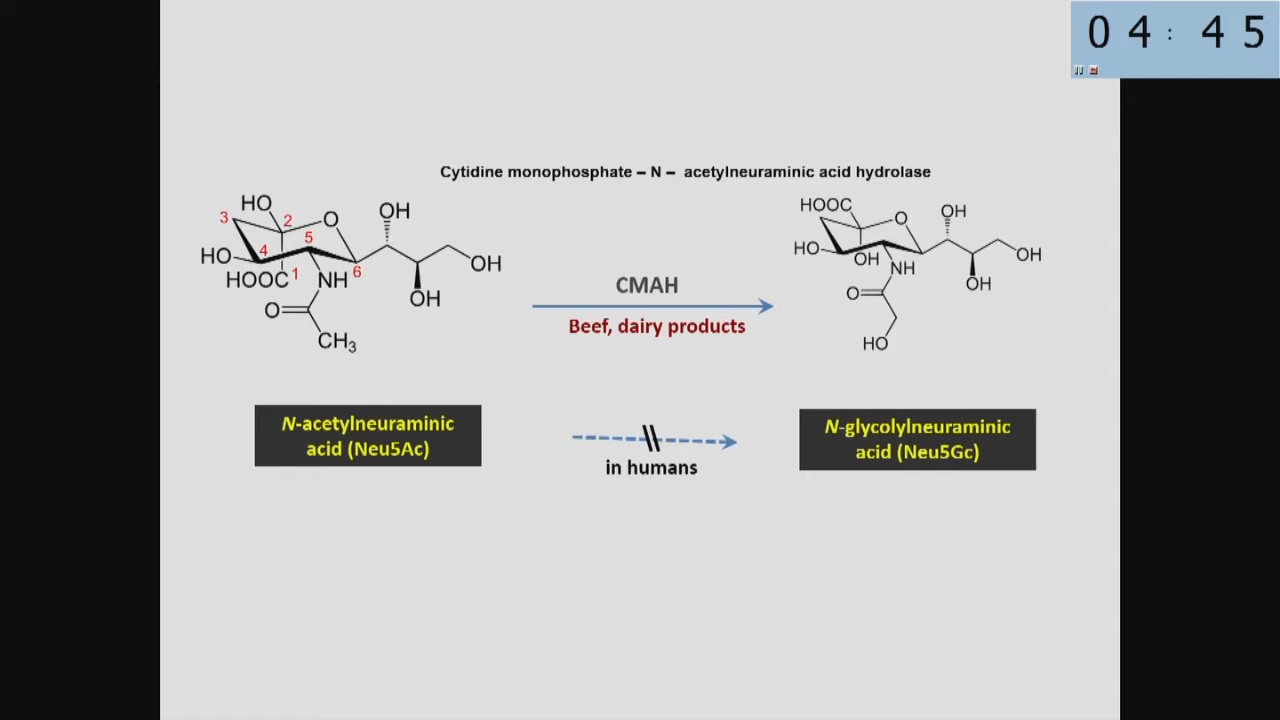 04: 45
Cytidine monophosphate – N – acetylneuraminic acid hydrolase
HO
3
2
O
OH
5
4
HO
OH
HOOC
1
NH
6
OH
O
CH3
CMAH
Beef, dairy products
HOOC
O
OH
HO
OH
OH
NH
OH
O
HO
N-acetylneuraminic
acid (Neu5Ac)
in humans
N-glycolylneuraminic
acid (Neu5Gc)